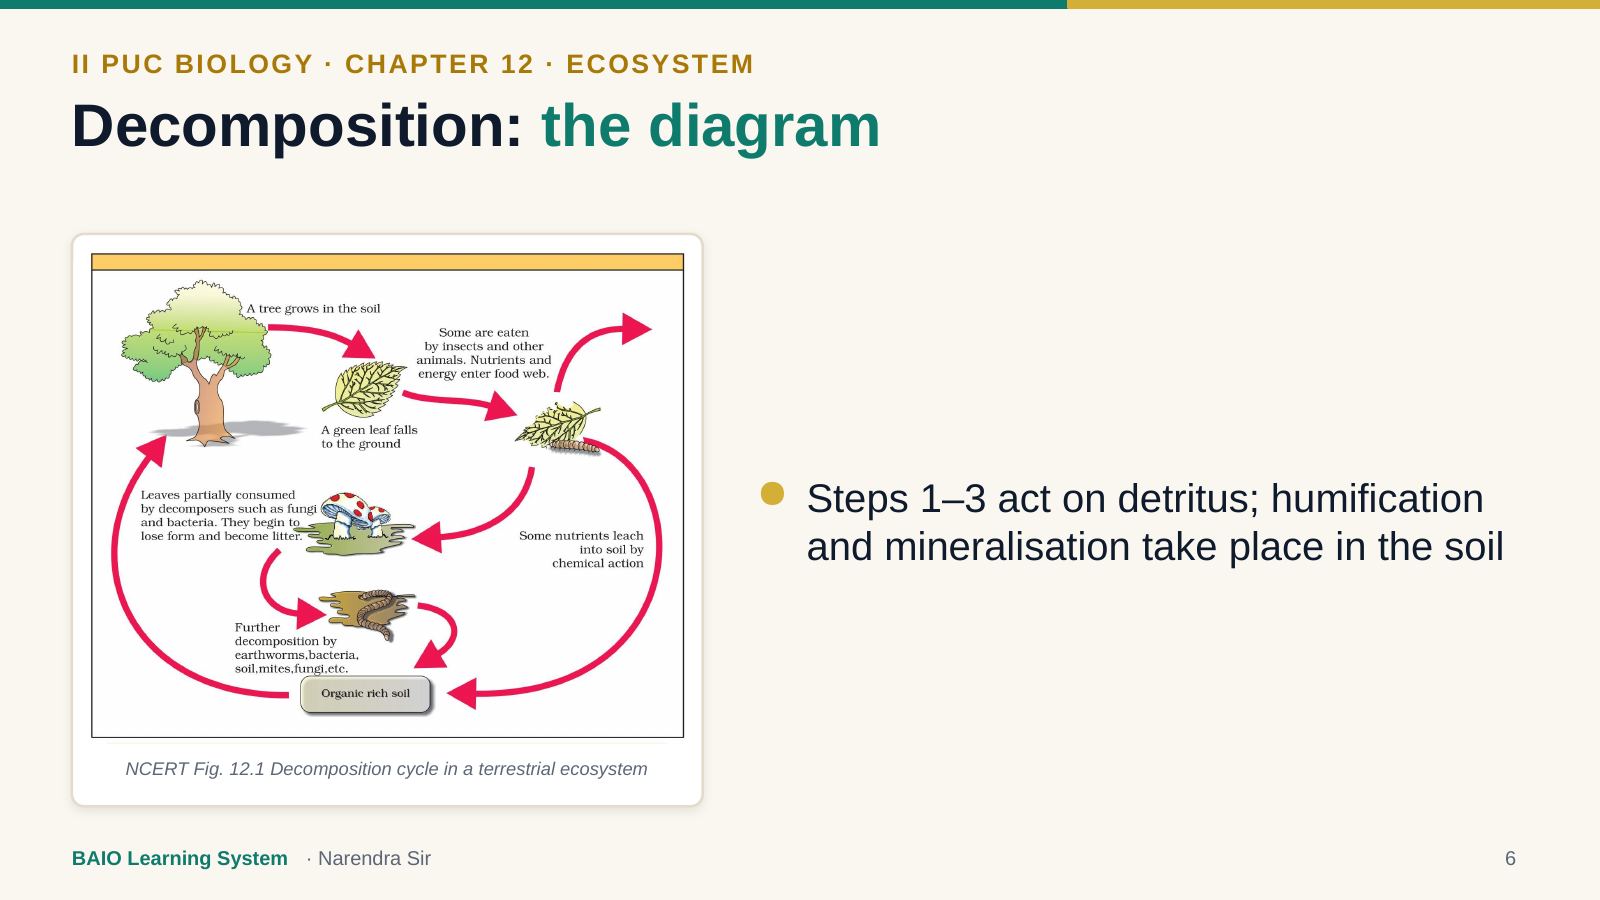 II PUC BIOLOGY · CHAPTER 12 · ECOSYSTEM
Decomposition: the diagram
A tree grows in the soil
Some are eaten
by insects and other
animals. Nutrients and
energy enter food web.
A green leaf falls
to the ground
Leaves partially consumed
by decomposers such as fungi
and bacteria. They begin to
lose form and become litter.
Some nutrients leach
into soil by
chemical action
Further
decomposition by
earthworms,bacteria,
soil,mites,fungi,etc.
Organic rich soil
NCERT Fig. 12.1 Decomposition cycle in a terrestrial ecosystem
Steps 1–3 act on detritus; humification
and mineralisation take place in the soil
BAIO Learning System · Narendra Sir
6